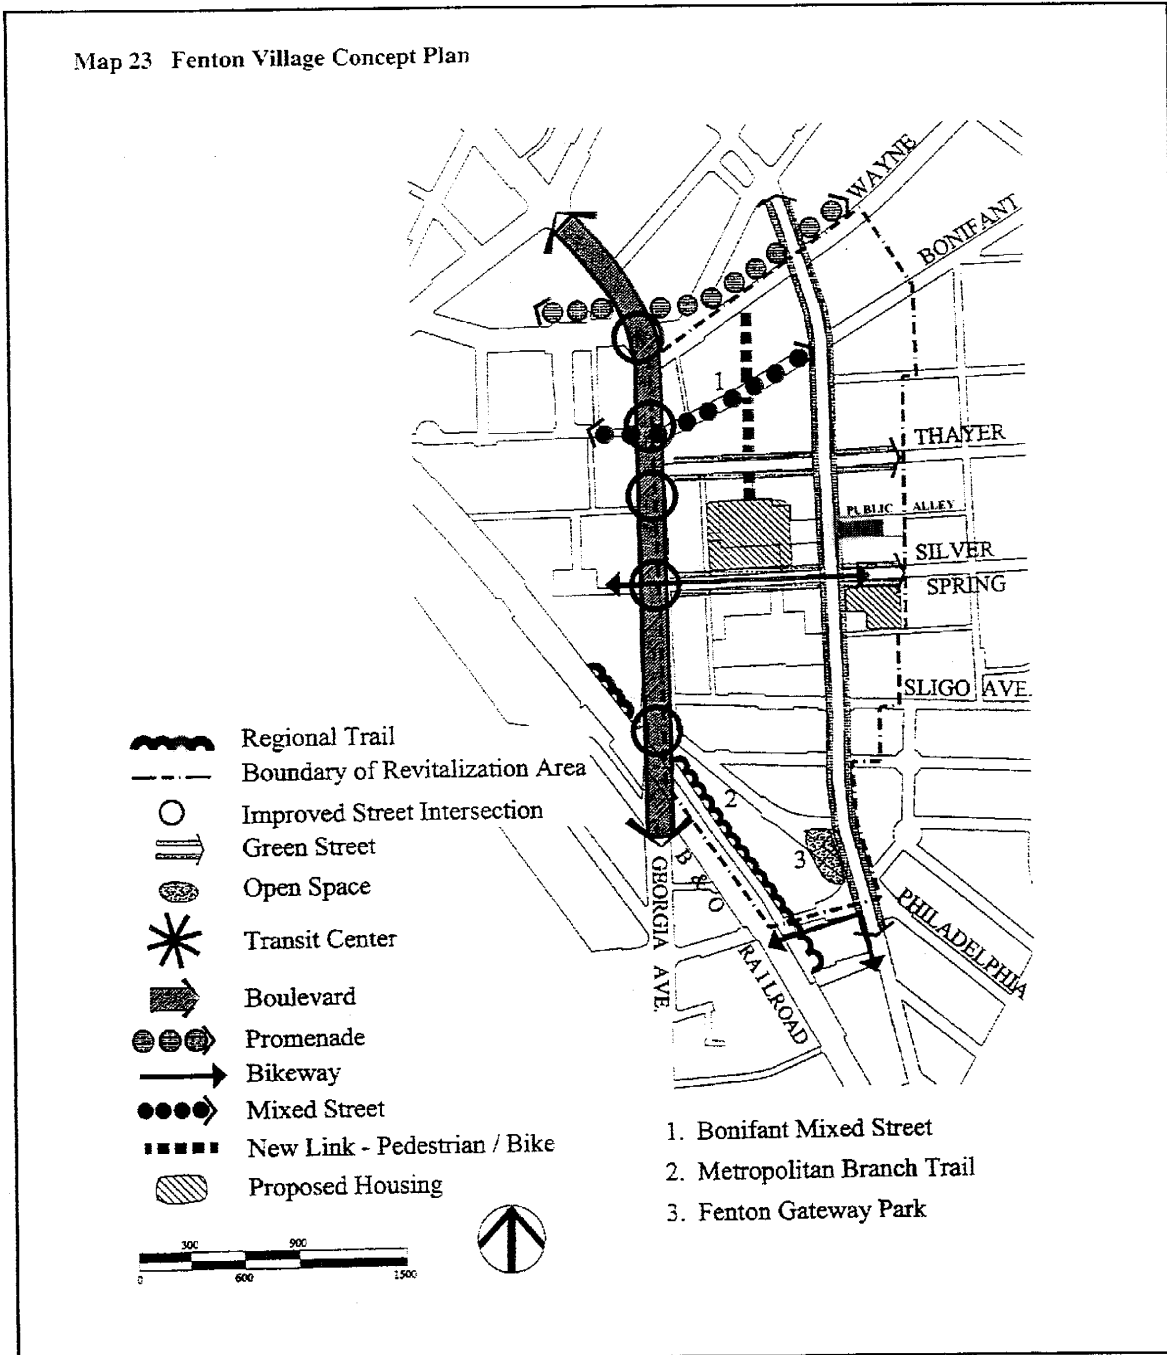 Map 23 Fenton Village Concept Plan
WAYNE
BONIFANT
1
THAYER
PUBLIC ALLEY
SILVER
SPRING
SLIGO AVE.
Regional Trail
Boundary of Revitalization Area
Improved Street Intersection
Green Street
Open Space
Transit Center
Boulevard
Promenade
Bikeway
Mixed Street
New Link - Pedestrian / Bike
Proposed Housing
2
3
B & O
RAILROAD
GEORGIA AVE.
PHILADELPHIA
1. Bonifant Mixed Street
2. Metropolitan Branch Trail
3. Fenton Gateway Park
300 900
0 600 1500